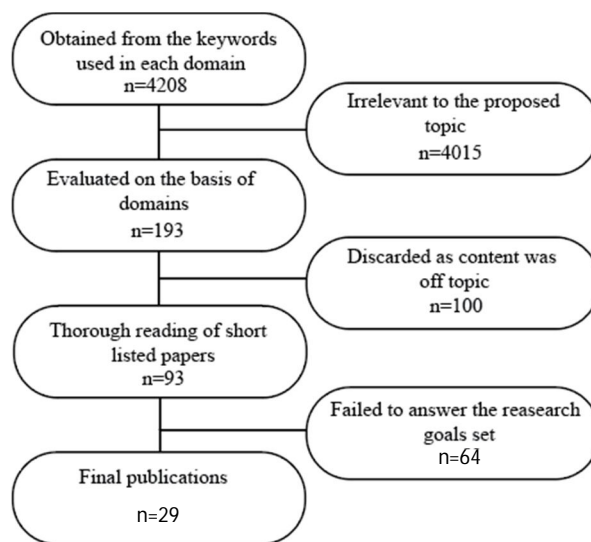 Obtained from the keywords
used in each domain
n=4208
Irrelevant to the proposed
topic
n=4015
Evaluated on the basis of
domains
n=193
Discarded as content was
off topic
n=100
Thorough reading of short
listed papers
n=93
Failed to answer the reasearch
goals set
n=64
Final publications
n=29